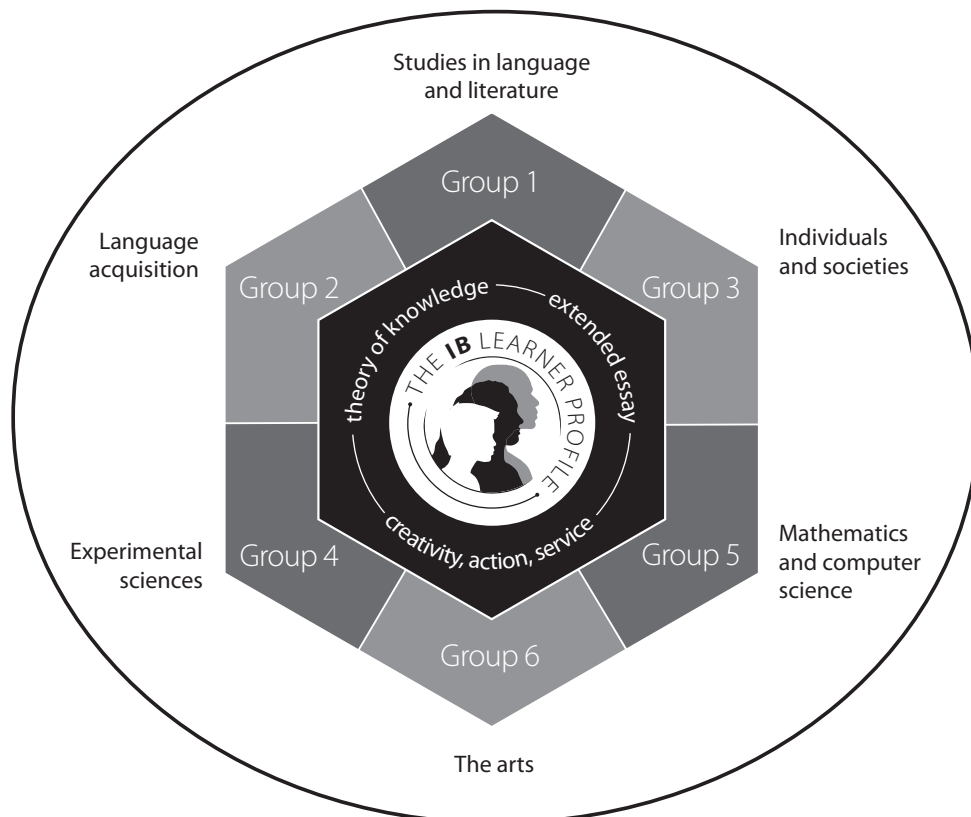 Studies in language
and literature
Group 1
Language
acquisition
Individuals
and societies
Group 2
Group 3
theory of knowledge
extended essay
THE IB LEARNER PROFILE
creativity, action, service
Experimental
sciences
Group 4
Group 5
Mathematics
and computer
science
Group 6
The arts